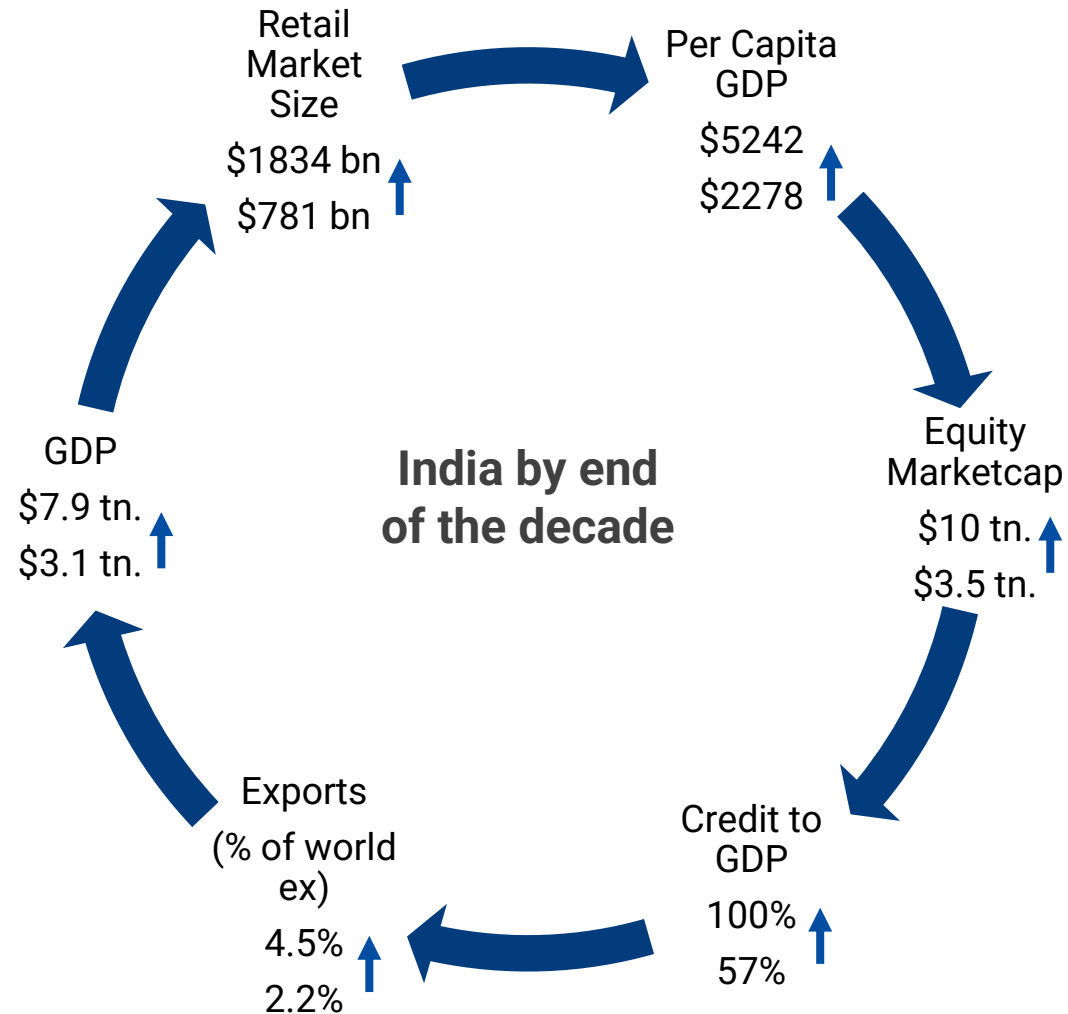 Retail
Market
Size
$1834 bn
$781 bn
Per Capita
GDP
$5242
$2278
Equity
Marketcap
$10 tn.
$3.5 tn.
Credit to
GDP
100%
57%
Exports
(% of world
ex)
4.5%
2.2%
GDP
$7.9 tn.
$3.1 tn.
India by end
of the decade